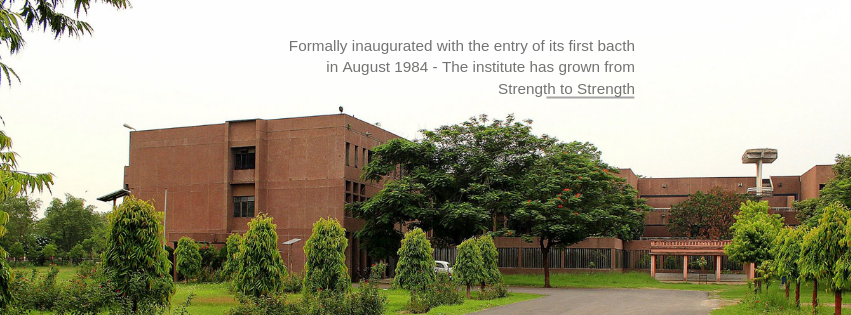 Formally inaugurated with the entry of its first bacth
in August 1984 - The institute has grown from
Strength to Strength